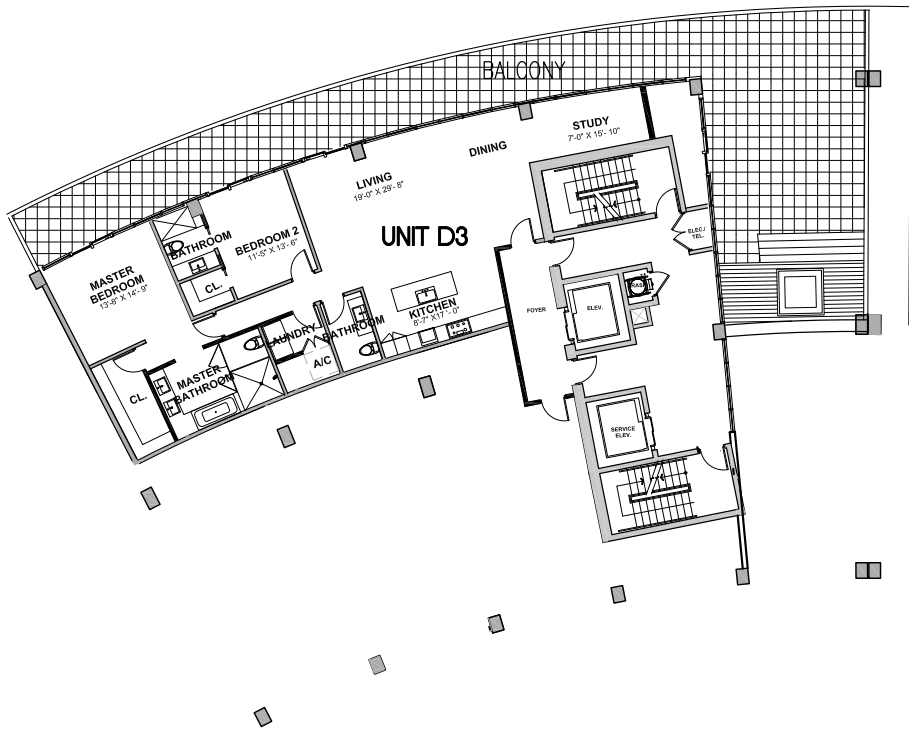 BALCONY
STUDY
7'-0" X 15'- 10"
DINING
LIVING
19'-0" X 29'- 8"
UNIT D3
BATHROOM
BEDROOM 2
11'-5" X 13'- 6"
CL.
MASTER
BEDROOM
13'-8" X 14'- 9"
ELEC./
TEL.
KITCHEN
8'-7" X17'- 0"
FOYER
ELEV.
LAUNDRY
BATHROOM
A/C
MASTER
BATHROOM
CL.
SERVICE
ELEV.